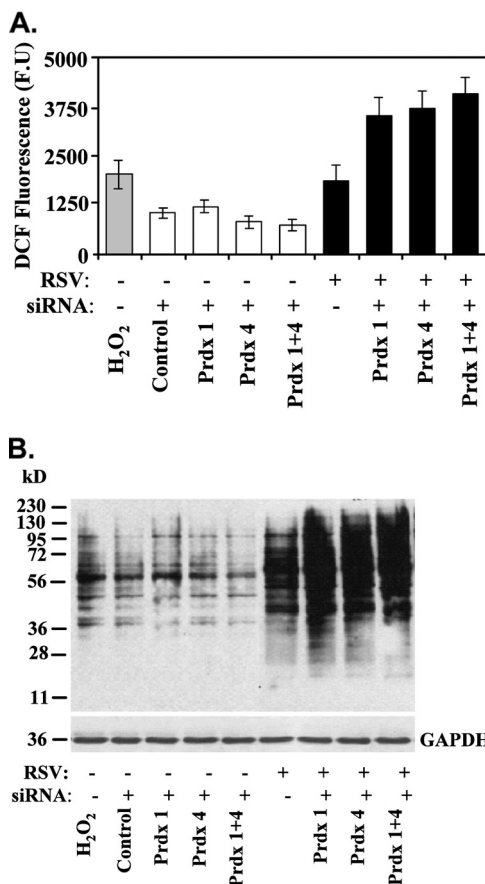 A.
DCF Fluorescence (F.U)
5000
3750
2500
1250
0
RSV: - - - - - + + + +
siRNA: - + + + + - + + +
H2O2 Control Prdx 1 Prdx 4 Prdx 1+4 Prdx 1 Prdx 4 Prdx 1+4
B.
kD
230
130
95
72
56
36
28
11
36 GAPDH
RSV: - - - - - + + + +
siRNA: - + + + + - + + +
H2O2 Control Prdx 1 Prdx 4 Prdx 1+4 Prdx 1 Prdx 4 Prdx 1+4